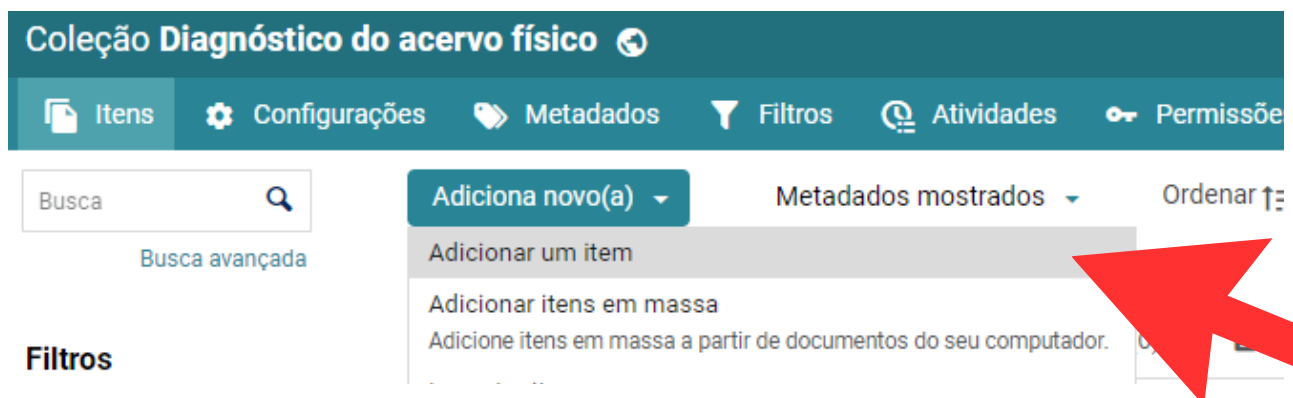 Coleção Diagnóstico do acervo físico
Itens Configurações Metadados Filtros Atividades
Busca Adiciona novo(a) Metadados mostrados Ordenar
Busca avançada Adicionar um item
Adicionar itens em massa
Adicione itens em massa a partir de documentos do seu computador.
Filtros